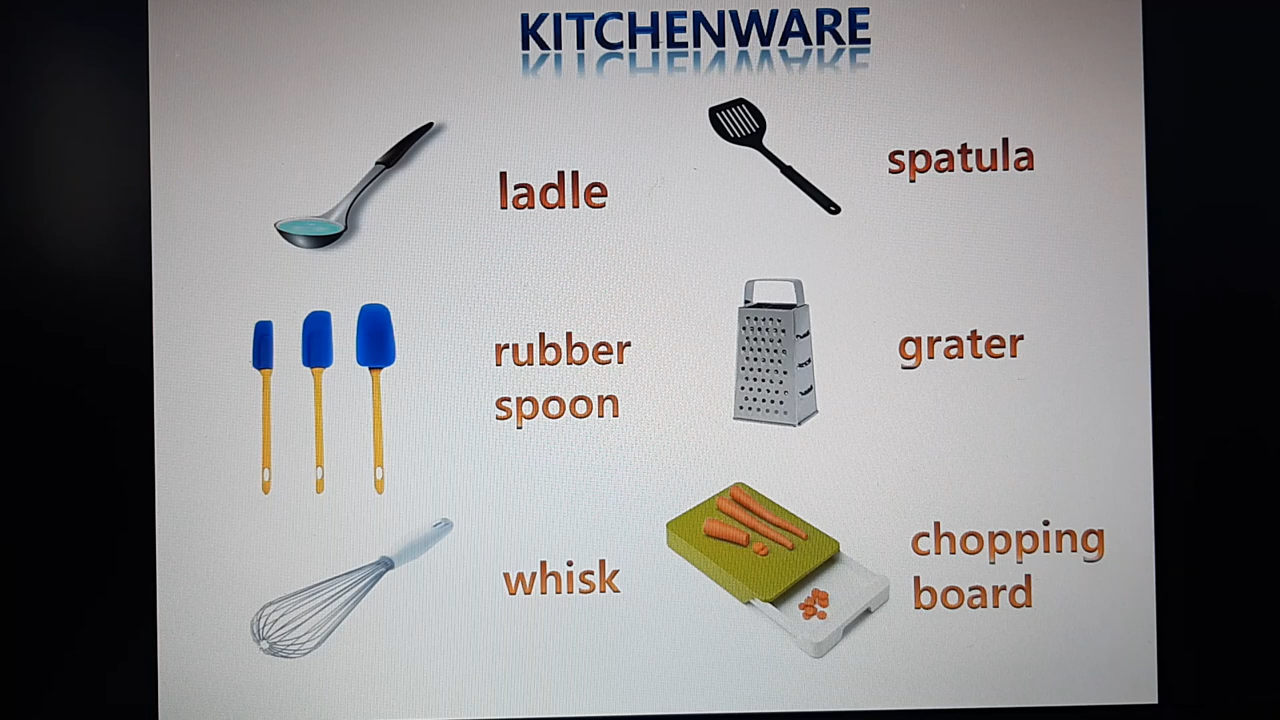 KITCHENWARE
ladle
spatula
rubber
spoon
grater
whisk
chopping
board